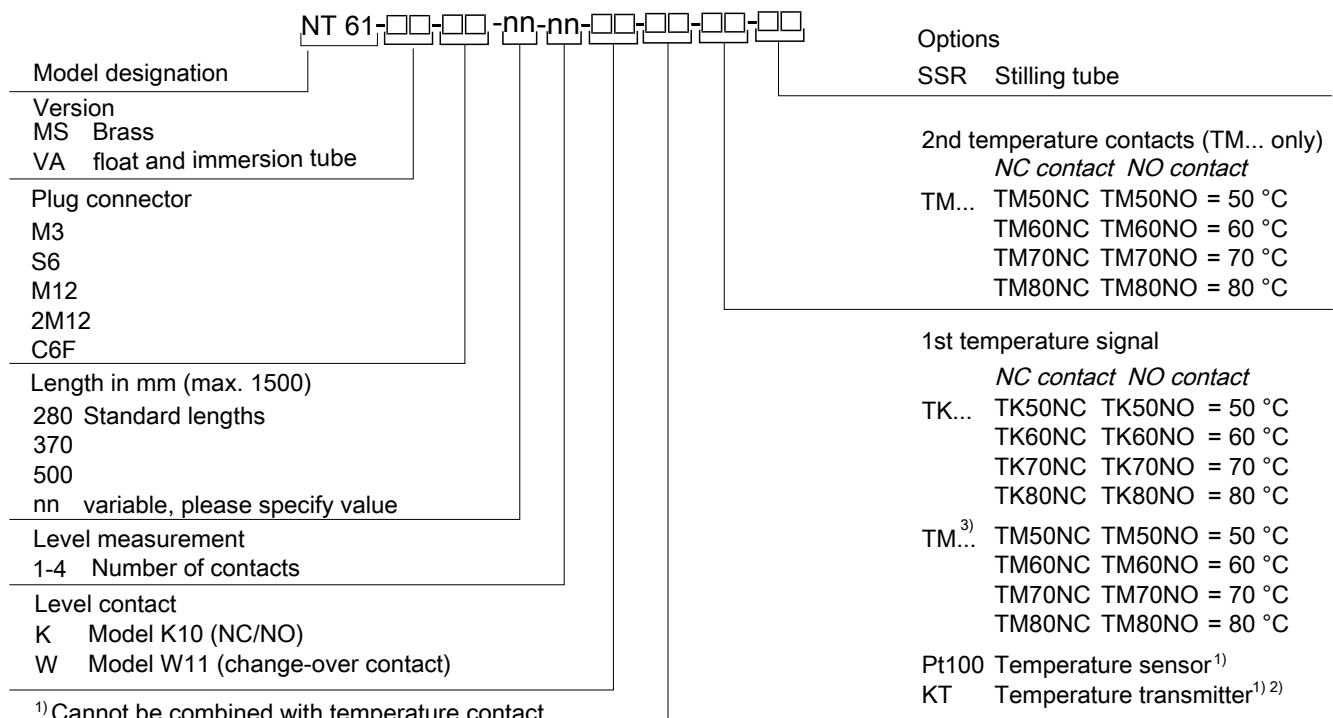 NT 61-□□-□□ -nn-nn-□□-□□-□□-□□
Model designation
Version
MS Brass
VA float and immersion tube
Plug connector
M3
S6
M12
2M12
C6F
Length in mm (max. 1500)
280 Standard lengths
370
500
nn variable, please specify value
Level measurement
1-4 Number of contacts
Level contact
K Model K10 (NC/NO)
W Model W11 (change-over contact)
1) Cannot be combined with temperature contact
Options
SSR Stilling tube
2nd temperature contacts (TM... only)
NC contact NO contact
TM... TM50NC TM50NO = 50 °C
TM60NC TM60NO = 60 °C
TM70NC TM70NO = 70 °C
TM80NC TM80NO = 80 °C
1st temperature signal
NC contact NO contact
TK... TK50NC TK50NO = 50 °C
TK60NC TK60NO = 60 °C
TK70NC TK70NO = 70 °C
TK80NC TK80NO = 80 °C
TM...3) TM50NC TM50NO = 50 °C
TM60NC TM60NO = 60 °C
TM70NC TM70NO = 70 °C
TM80NC TM80NO = 80 °C
Pt100 Temperature sensor1)
KT Temperature transmitter1) 2)